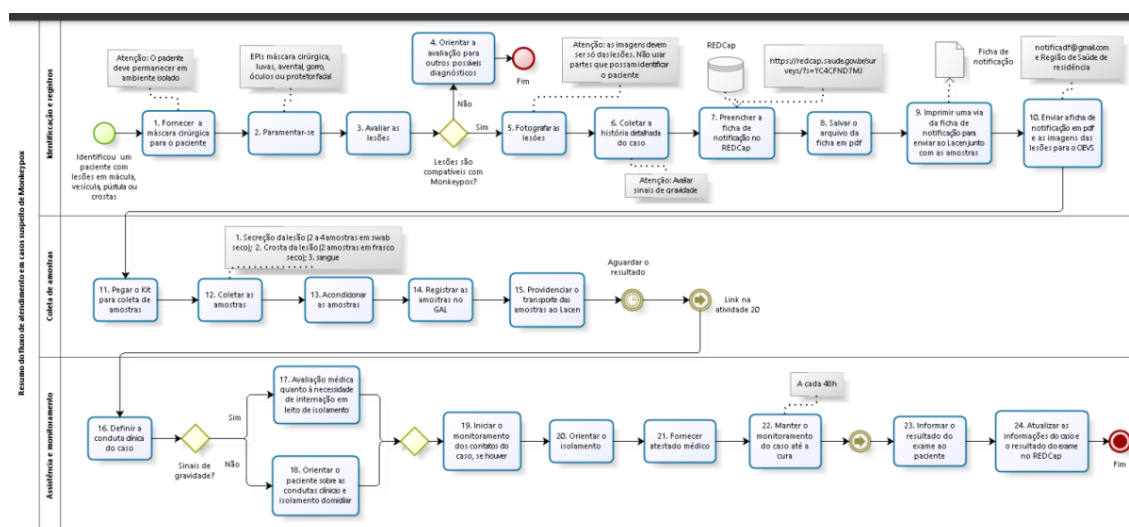 Resumo do fluxo de atendimento em casos suspeito de Monkeypox
Identificação e registros
Atenção: O paciente
deve permanecer em
ambiente isolado
EPIs máscara cirúrgica,
luvas, avental, gorro,
óculos ou protetor facial
4. Orientar a
avaliação para
outros possíveis
diagnósticos
Fim
Atenção: as imagens devem
ser só das lesões. Não usar
partes que possam identificar
o paciente
REDCap
https://redcap.saude.gov.br/sur
veys/?s=YC4CFND7MJ
Ficha de
notificação
notificadf@gmail.com
e Região de Saúde de
residência
Identificou um
paciente com
lesões em mácula,
vesícula, pústula ou
crostas
1. Fornecer a
máscara cirúrgica
para o paciente
2. Paramentar-se
3. Avaliar as
lesões
Não
Sim
Lesões são
compatíveis com
Monkeypox?
5. Fotografar as
lesões
6. Coletar a
história detalhada
do caso
Atenção: Avaliar
sinais de gravidade
7. Preencher a
ficha de
notificação no
REDCap
8. Salvar o
arquivo da
ficha em pdf
9. Imprimir uma via
da ficha de
notificação para
enviar ao Lacen junto
com as amostras
10. Enviar a ficha de
notificação em pdf
e as imagens das
lesões para o CIEVS
Coleta de amostras
1. Secreção da lesão (2 a 4 amostras em swab
seco); 2. Crosta da lesão (2 amostras em frasco
seco); 3. sangue
11. Pegar o Kit
para coleta de
amostras
12. Coletar as
amostras
13. Acondicionar
as amostras
14. Registrar as
amostras no
GAL
15. Providenciar o
transporte das
amostras ao Lacen
Aguardar o
resultado
Link na
atividade 20
Assistência e monitoramento
16. Definir a
conduta clínica
do caso
Sinais de
gravidade?
Sim
Não
17. Avaliação médica
quanto à necessidade
de internação em
leito de isolamento
18. Orientar o
paciente sobre as
condutas clínicas e
isolamento domiciliar
19. Iniciar o
monitoramento
dos contatos do
caso, se houver
20. Orientar o
isolamento
21. Fornecer
atestado médico
A cada 48h
22. Manter o
monitoramento
do caso até a
cura
23. Informar o
resultado do
exame ao
paciente
24. Atualizar as
informações do caso e
o resultado do exame
no REDCap
Fim